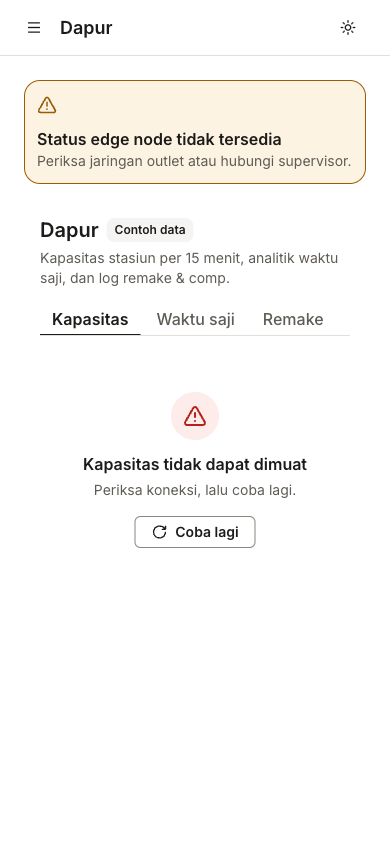 Dapur
Status edge node tidak tersedia
Periksa jaringan outlet atau hubungi supervisor.
Dapur Contoh data
Kapasitas stasiun per 15 menit, analitik waktu
saji, dan log remake & comp.
Kapasitas Waktu saji Remake
Kapasitas tidak dapat dimuat
Periksa koneksi, lalu coba lagi.
Coba lagi